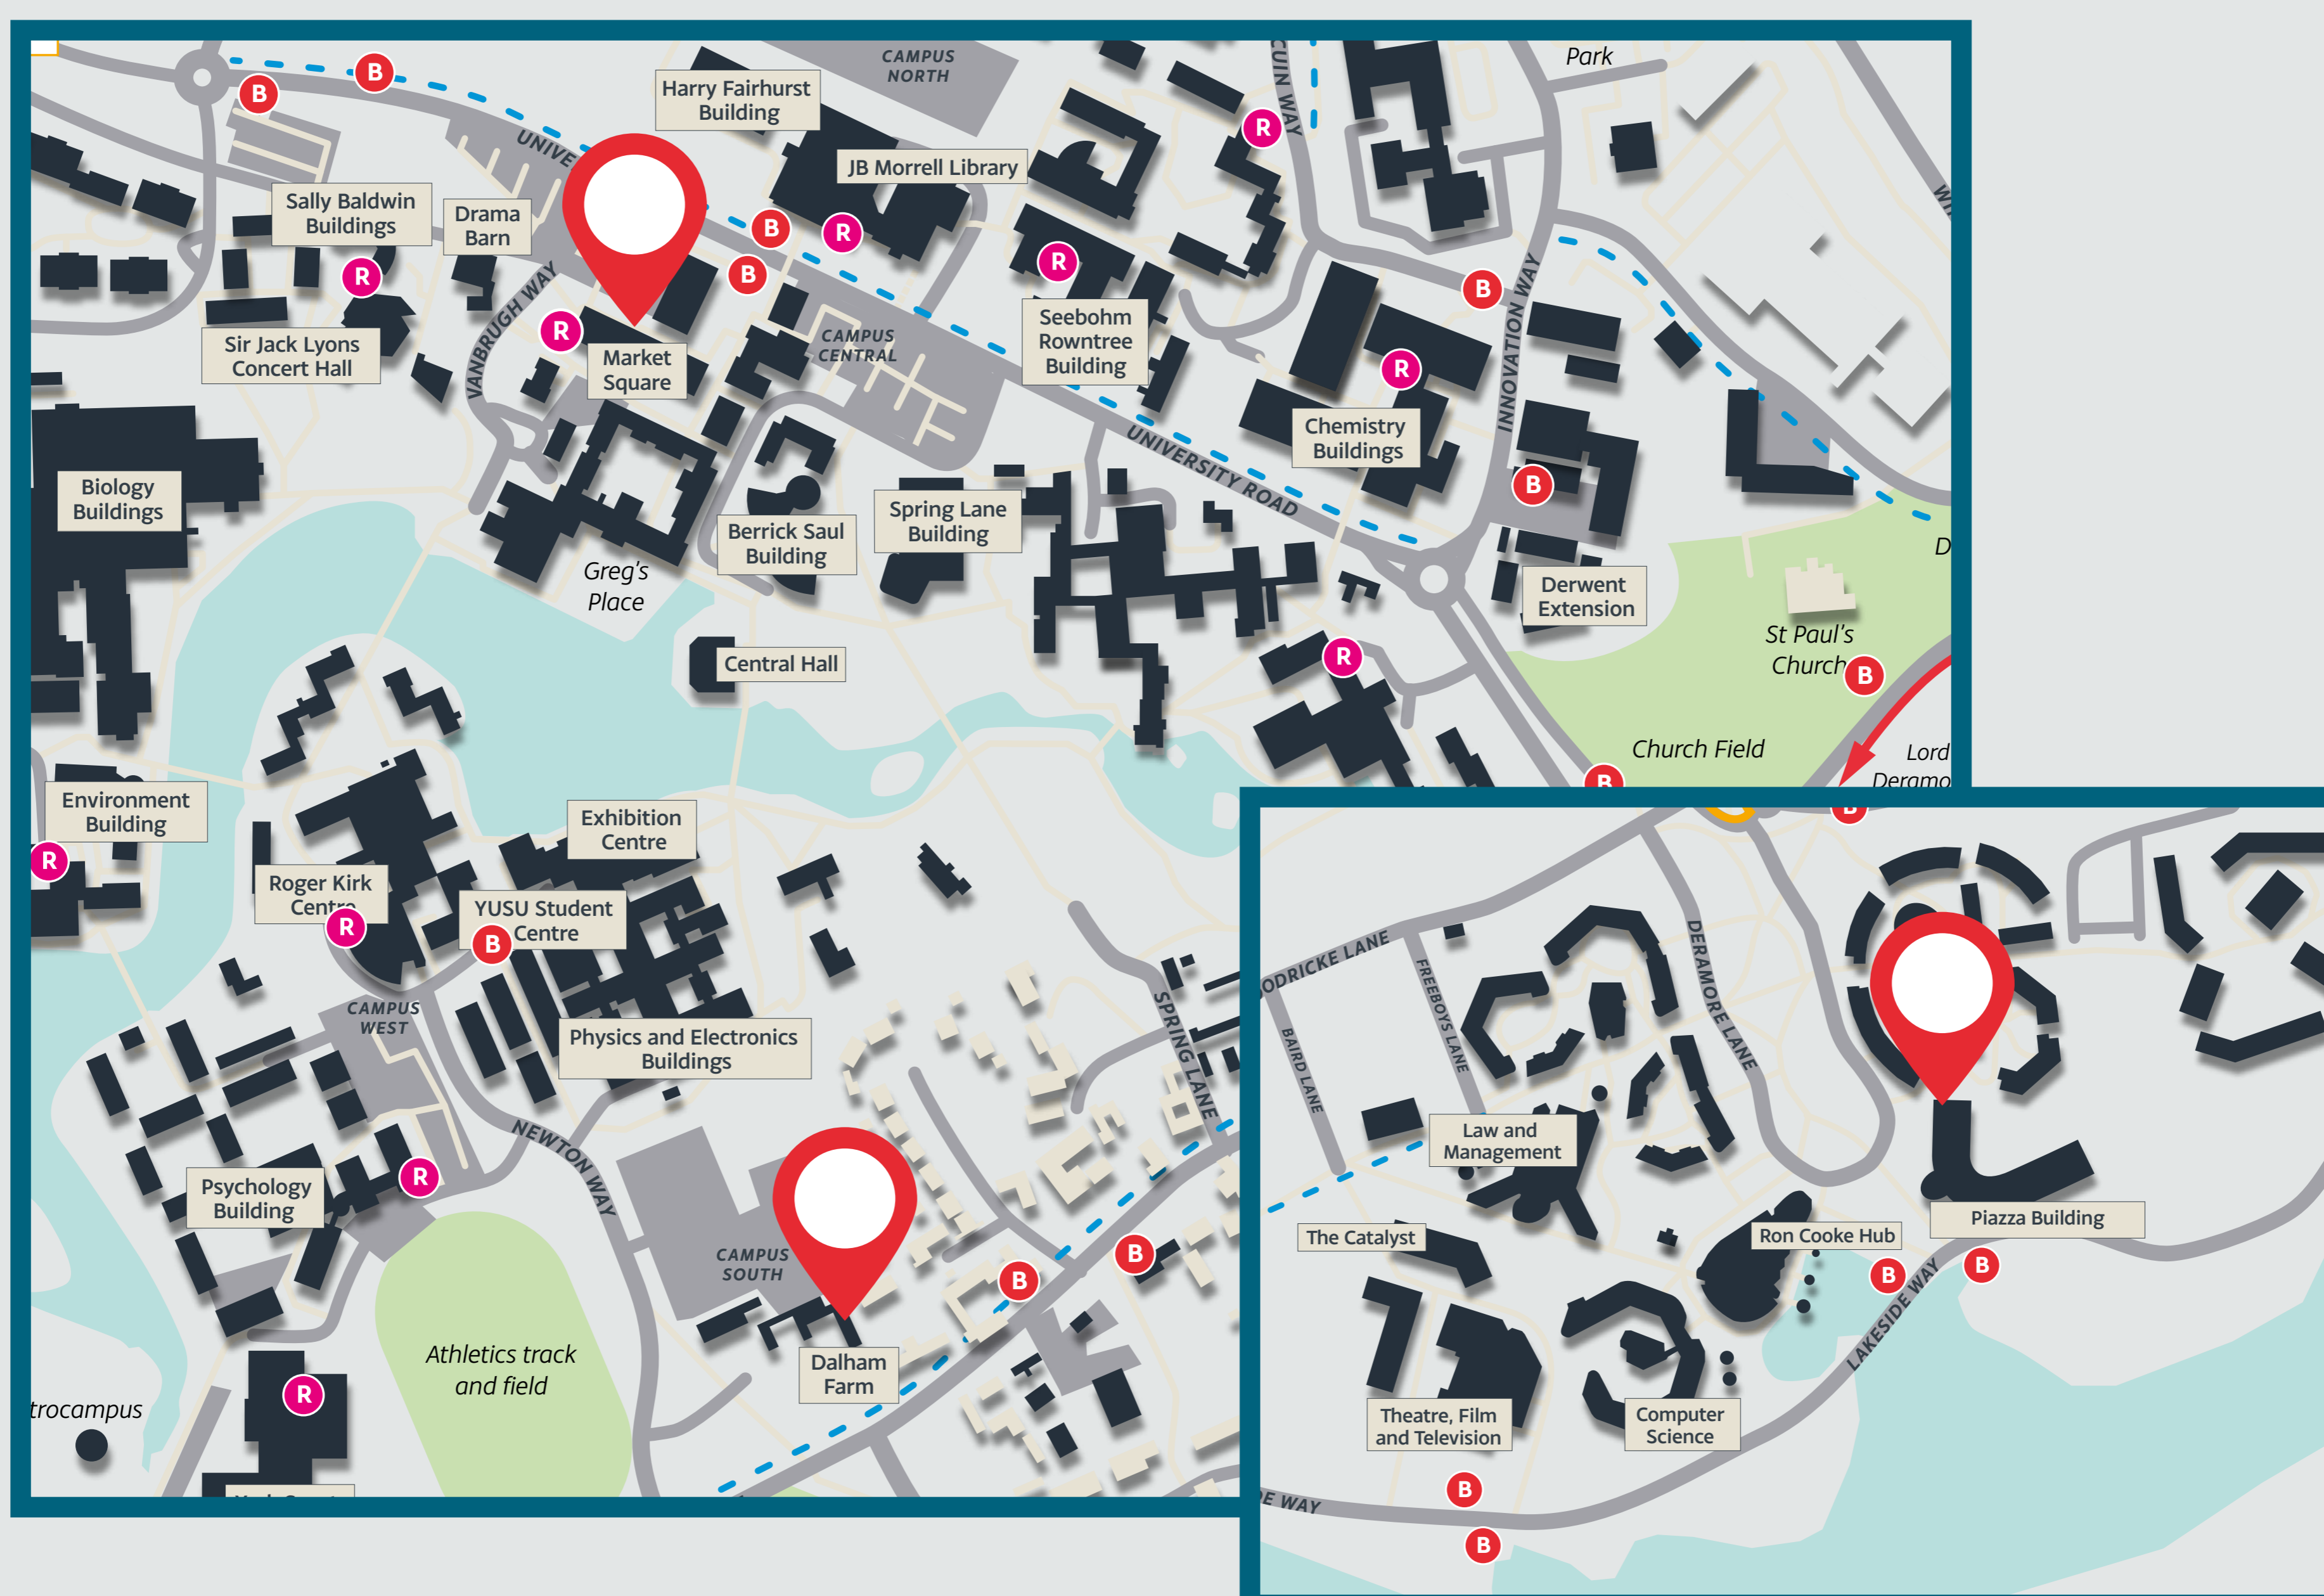 CAMPUS
NORTH
Park
Harry Fairhurst
Building
JB Morrell Library
CUIN WAY
UNIVE
B
B
R
Sally Baldwin
Buildings
Drama
Barn
R
B
R
B
R
B
Seebohm
Rowntree
Building
Sir Jack Lyons
Concert Hall
VANBRUGH WAY
R
Market
Square
CAMPUS
CENTRAL
INNOVATION WAY
R
Chemistry
Buildings
UNIVERSITY ROAD
B
Biology
Buildings
Berrick Saul
Building
Spring Lane
Building
Greg's
Place
Derwent
Extension
D
St Paul's
Church
B
Central Hall
R
Church Field
Lord
Deramo
B
Environment
Building
R
Exhibition
Centre
Roger Kirk
Centre
R
YUSU Student
Centre
B
CAMPUS
WEST
Physics and Electronics
Buildings
SPRING LANE
NEWTON WAY
Psychology
Building
R
CAMPUS
SOUTH
B
B
Dalham
Farm
Athletics track
and field
R
trocampus
B
ODRICKE LANE
FREEBOYS LANE
BAIRD LANE
DERAMORE LANE
Law and
Management
The Catalyst
Ron Cooke Hub
Piazza Building
B
B
LAKESIDE WAY
Theatre, Film
and Television
Computer
Science
B
DE WAY
B